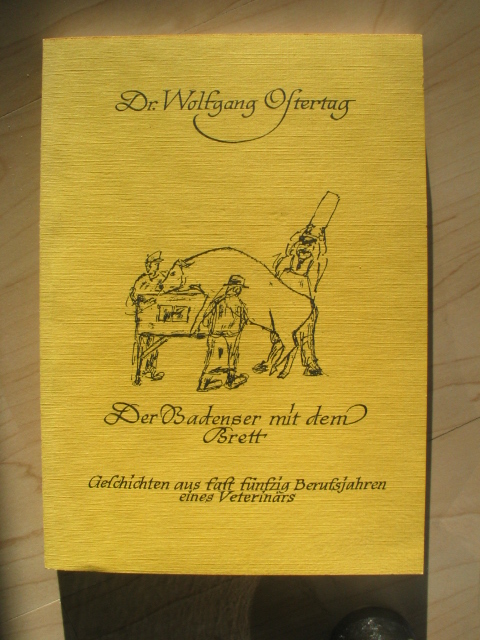 Dr. Wolfgang Ostertag
Der Badenser mit dem
Brett
Geschichten aus fast fünfzig Berufsjahren
eines Veterinärs